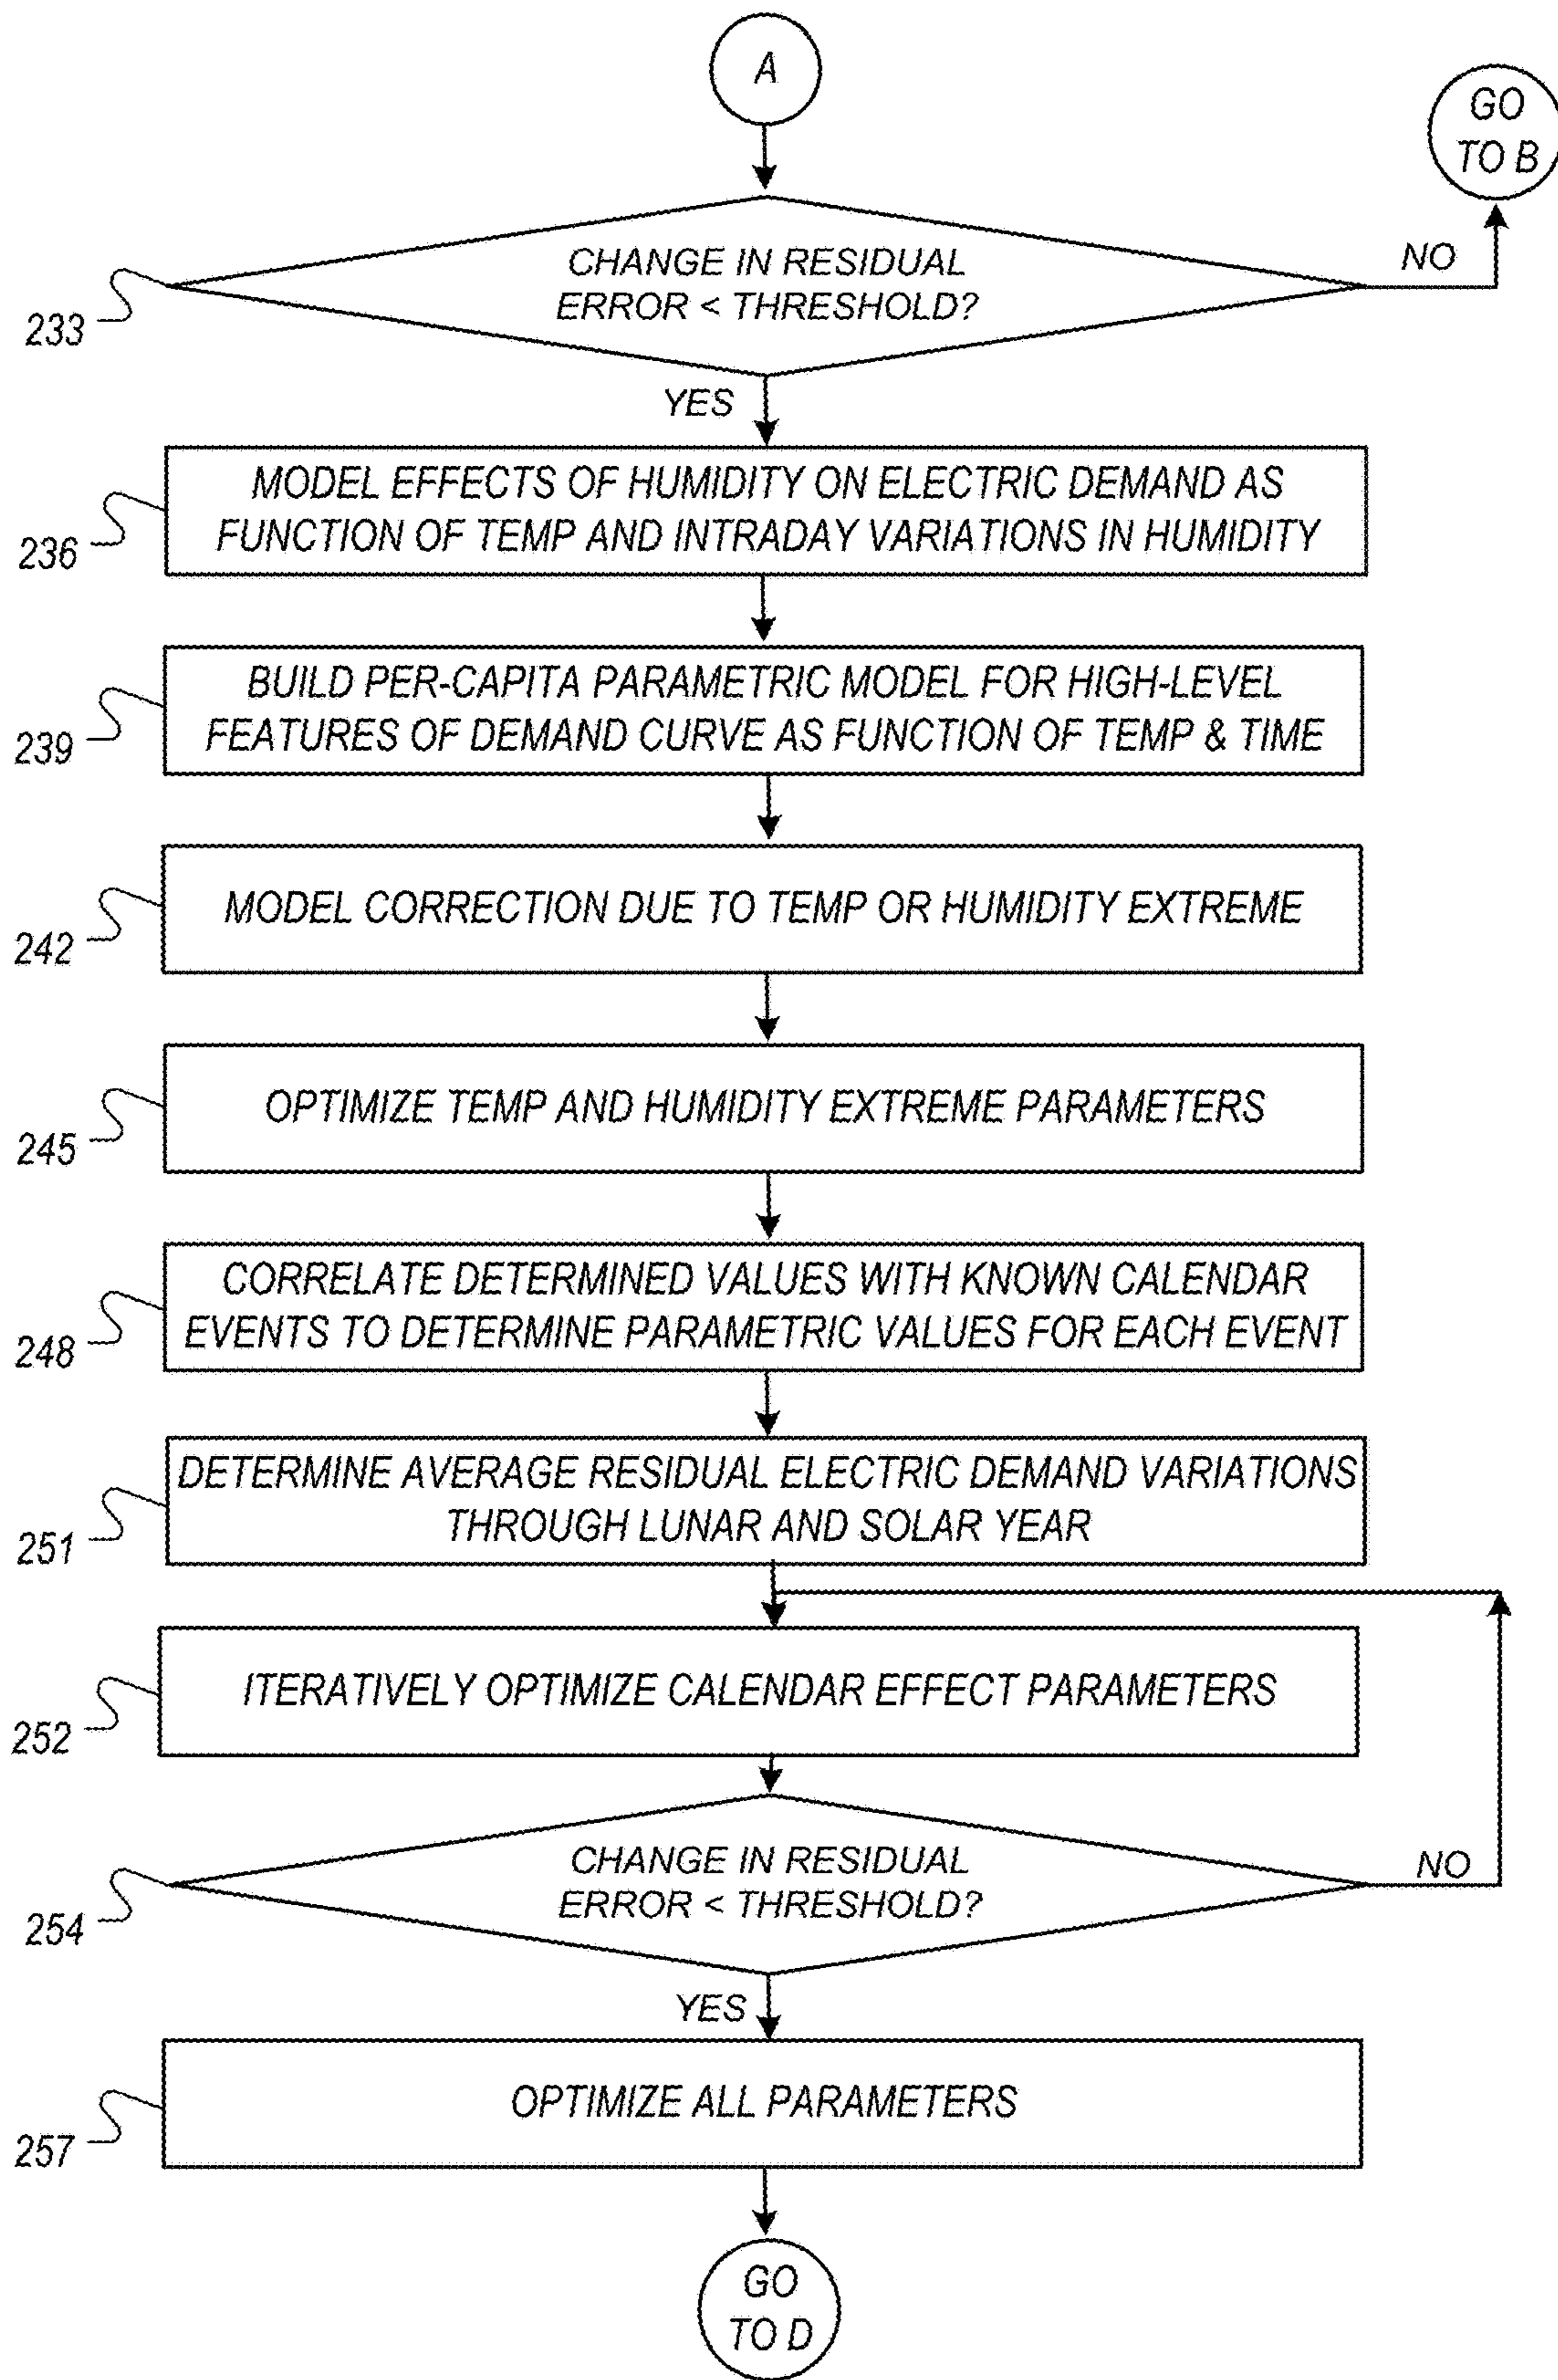 A
GO
TO B
CHANGE IN RESIDUAL
ERROR < THRESHOLD?
NO
233
YES
MODEL EFFECTS OF HUMIDITY ON ELECTRIC DEMAND AS
FUNCTION OF TEMP AND INTRADAY VARIATIONS IN HUMIDITY
236
BUILD PER-CAPITA PARAMETRIC MODEL FOR HIGH-LEVEL
FEATURES OF DEMAND CURVE AS FUNCTION OF TEMP & TIME
239
MODEL CORRECTION DUE TO TEMP OR HUMIDITY EXTREME
242
OPTIMIZE TEMP AND HUMIDITY EXTREME PARAMETERS
245
CORRELATE DETERMINED VALUES WITH KNOWN CALENDAR
EVENTS TO DETERMINE PARAMETRIC VALUES FOR EACH EVENT
248
DETERMINE AVERAGE RESIDUAL ELECTRIC DEMAND VARIATIONS
THROUGH LUNAR AND SOLAR YEAR
251
ITERATIVELY OPTIMIZE CALENDAR EFFECT PARAMETERS
252
CHANGE IN RESIDUAL
ERROR < THRESHOLD?
NO
254
YES
OPTIMIZE ALL PARAMETERS
257
GO
TO D